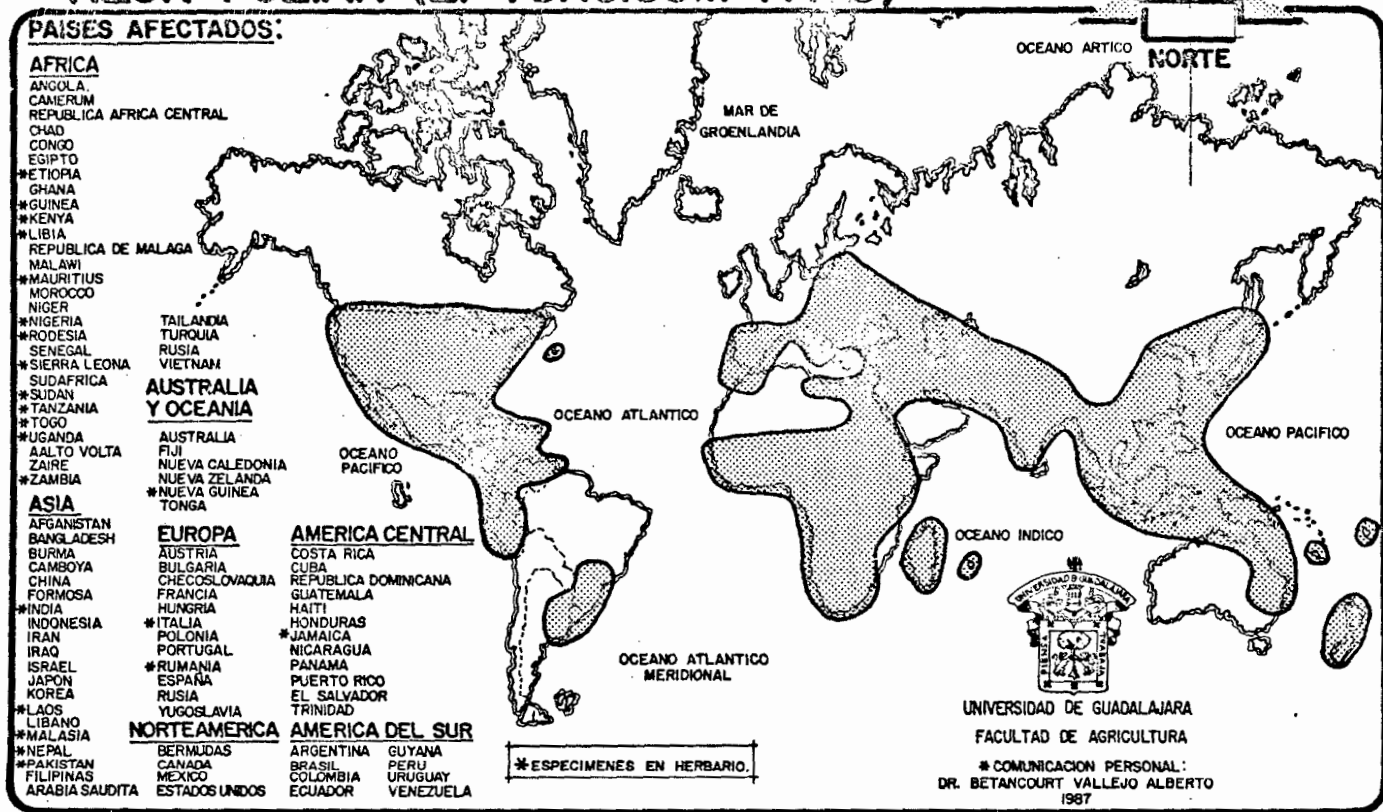 PAISES AFECTADOS:
AFRICA
ANGOLA.
CAMERUM
REPUBLICA AFRICA CENTRAL
CHAD
CONGO
EGIPTO
*ETIOPIA
GHANA
*GUINEA
*KENYA
*LIBIA
REPUBLICA DE MALAGA
MALAWI
*MAURITIUS
MOROCCO
NIGER
*NIGERIA
*RODESIA
SENEGAL
*SIERRA LEONA
SUDAFRICA
*SUDAN
*TANZANIA
*TOGO
*UGANDA
AALTO VOLTA
ZAIRE
*ZAMBIA
ASIA
AFGANISTAN
BANGLADESH
BURMA
CAMBOYA
CHINA
FORMOSA
*INDIA
INDONESIA
IRAN
IRAQ
ISRAEL
JAPON
KOREA
*LAOS
LIBANO
*MALASIA
*NEPAL
*PAKISTAN
FILIPINAS
ARABIA SAUDITA
TAILANDIA
TURQUIA
RUSIA
VIETNAM
AUSTRALIA
Y OCEANIA
AUSTRALIA
FIJI
NUEVA CALEDONIA
NUEVA ZELANDA
*NUEVA GUINEA
TONGA
EUROPA
AUSTRIA
BULGARIA
CHECOSLOVAQUIA
FRANCIA
HUNGRIA
*ITALIA
POLONIA
PORTUGAL
*RUMANIA
ESPAÑA
RUSIA
YUGOSLAVIA
NORTEAMERICA
BERMUDAS
CANADA
MEXICO
ESTADOS UNIDOS
AMERICA CENTRAL
COSTA RICA
CUBA
REPUBLICA DOMINICANA
GUATEMALA
HAITI
HONDURAS
*JAMAICA
NICARAGUA
PANAMA
PUERTO RICO
EL SALVADOR
TRINIDAD
AMERICA DEL SUR
ARGENTINA GUYANA
BRASIL PERU
COLOMBIA URUGUAY
ECUADOR VENEZUELA
OCEANO ARTICO
NORTE
MAR DE
GROENLANDIA
OCEANO ATLANTICO
OCEANO
PACIFICO
OCEANO PACIFICO
OCEANO INDICO
OCEANO ATLANTICO
MERIDIONAL
*ESPECIMENES EN HERBARIO.
UNIVERSIDAD DE GUADALAJARA
PIENSA
TRABAJA
UNIVERSIDAD DE GUADALAJARA
FACULTAD DE AGRICULTURA
*COMUNICACION PERSONAL:
DR. BETANCOURT VALLEJO ALBERTO
1987